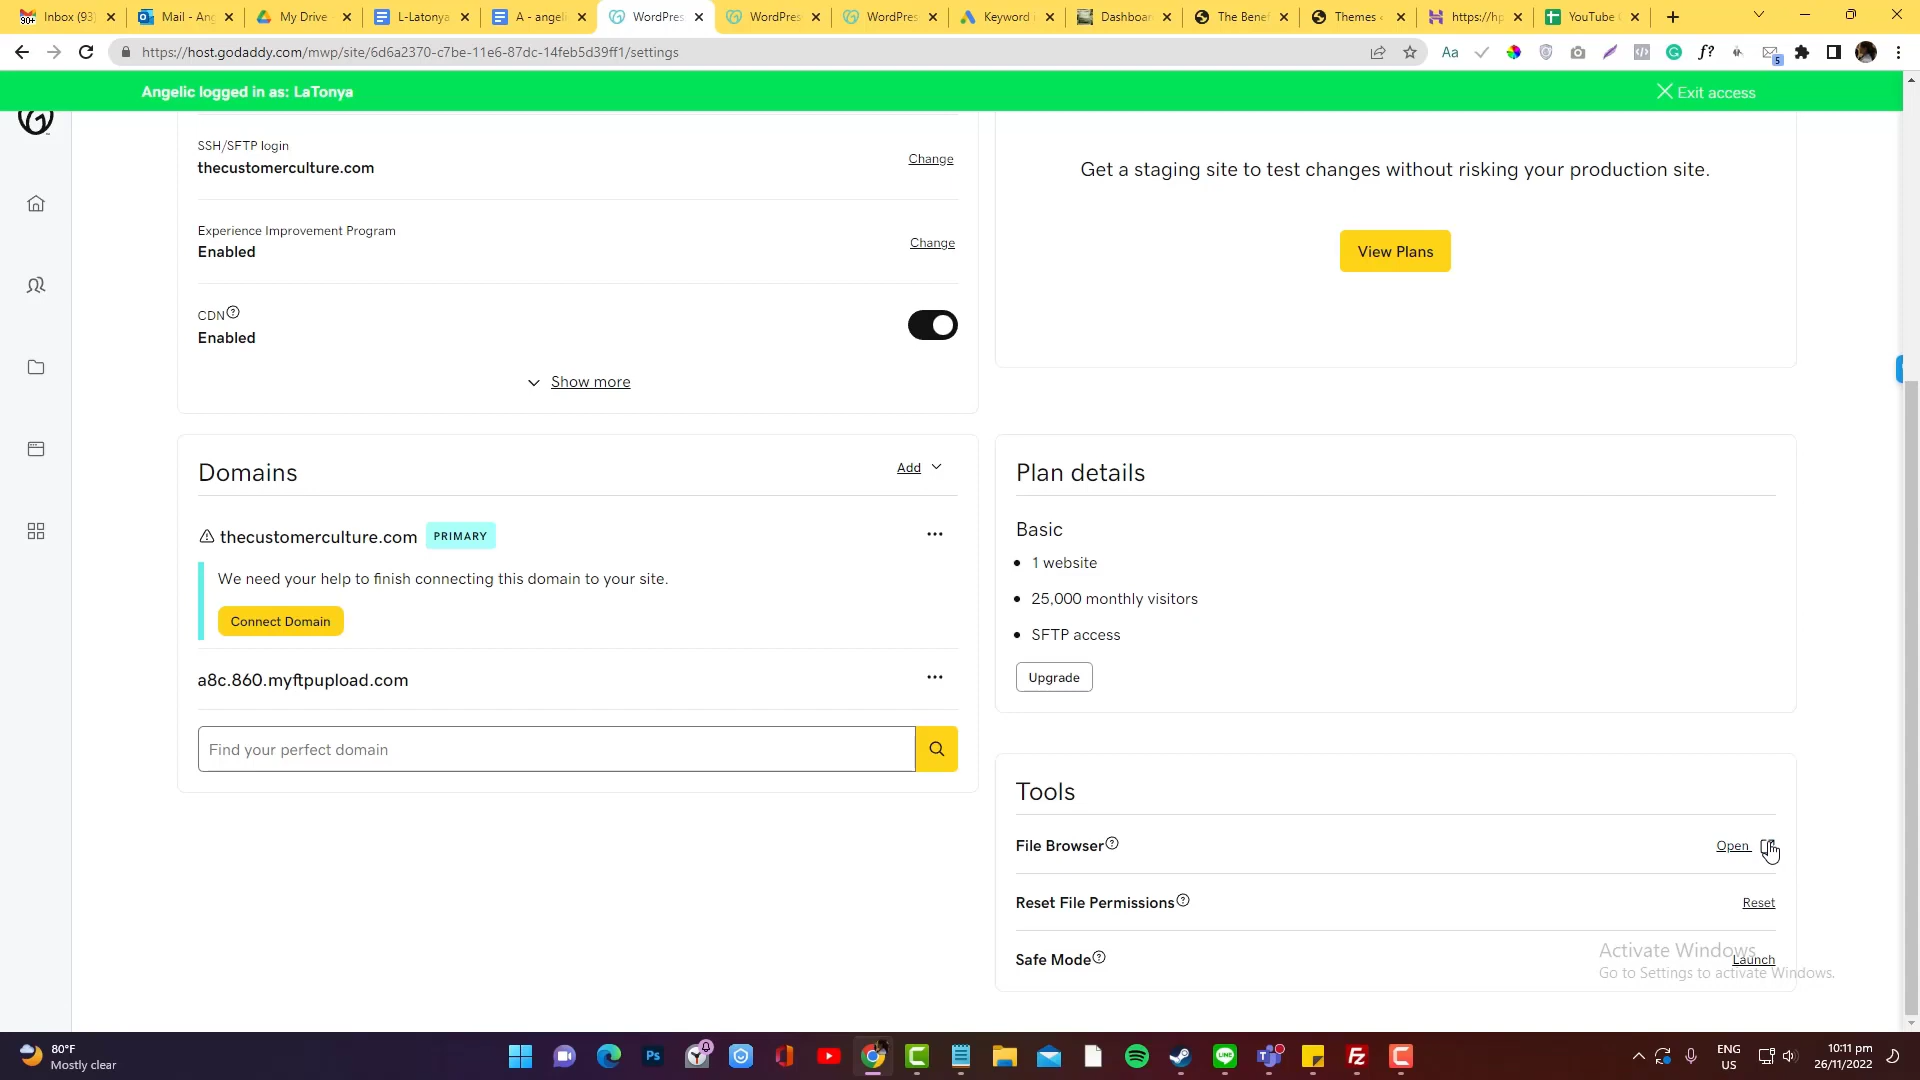 Inbox (93)
Mail - Ang
My Drive
L-Latonya
A - angeli
WordPres
WordPres
WordPres
Keyword
Dashboar
The Benef
Themes
https://hp
YouTube
https://host.godaddy.com/mwp/site/6d6a2370-c7be-11e6-87dc-14feb5d39ff1/settings
Angelic logged in as: LaTonya
Exit access
SSH/SFTP login
thecustomerculture.com
Change
Experience Improvement Program
Enabled
Change
CDN
Enabled
Show more
Get a staging site to test changes without risking your production site.
View Plans
Domains
Add
thecustomerculture.com PRIMARY
We need your help to finish connecting this domain to your site.
Connect Domain
a8c.860.myftpupload.com
Find your perfect domain
Plan details
Basic
1 website
25,000 monthly visitors
SFTP access
Upgrade
Tools
File Browser
Open
Reset File Permissions
Reset
Safe Mode
Launch
Activate Windows
Go to Settings to activate Windows.
80°F
Mostly clear
ENG
US
10:11 pm
26/11/2022